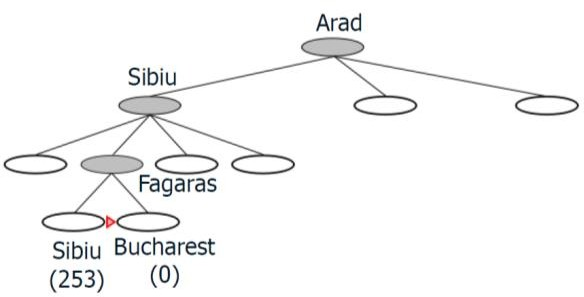 Arad
Sibiu
Fagaras
Sibiu Bucharest
(253) (0)